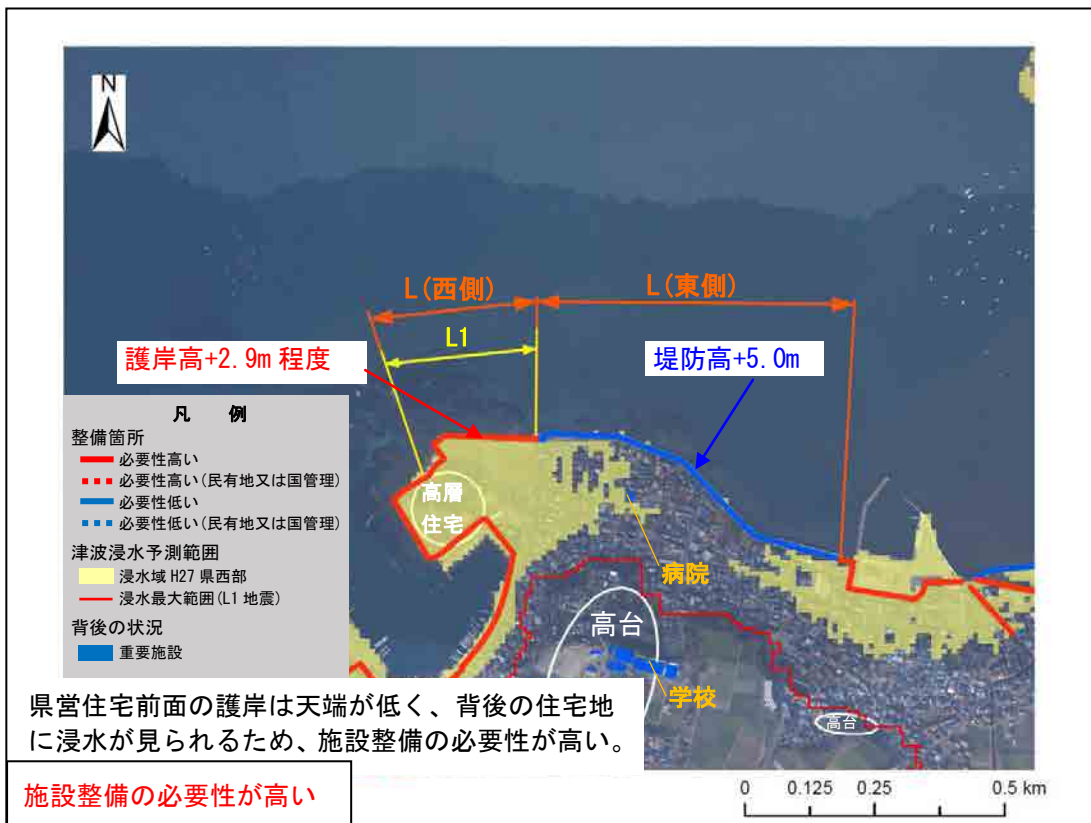 N
L(西側)
L(東側)
L1
護岸高+2.9m 程度
堤防高+5.0m
凡 例
整備箇所
必要性高い
必要性高い(民有地又は国管理)
必要性低い
必要性低い(民有地又は国管理)
津波浸水予測範囲
浸水域 H27 県西部
浸水最大範囲(L1 地震)
背後の状況
重要施設
高層
住宅
病院
高台
学校
高台
県営住宅前面の護岸は天端が低く、背後の住宅地
に浸水が見られるため、施設整備の必要性が高い。
施設整備の必要性が高い
0 0.125 0.25 0.5 km